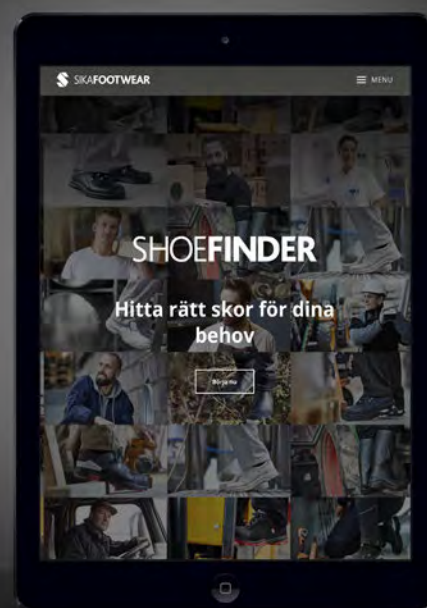 SIKAFOOTWEAR
MENU
SHOEFINDER
Hitta rätt skor för dina
behov
Börja nu